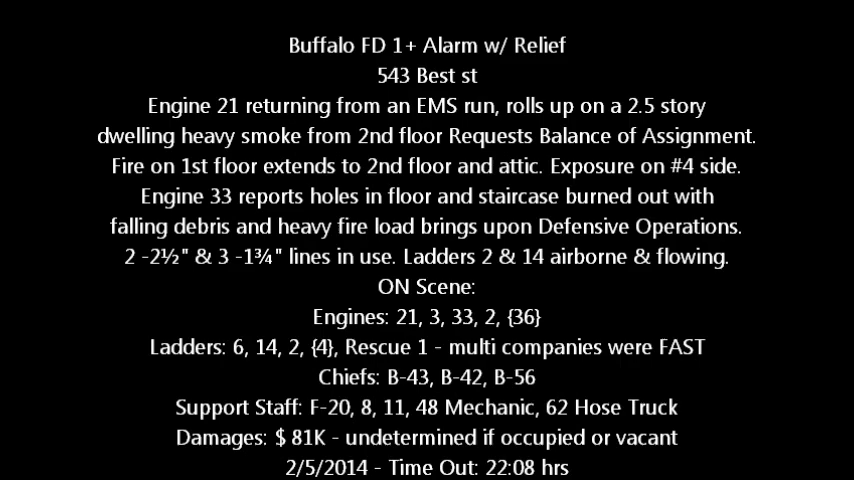 Buffalo FD 1+ Alarm w/ Relief
543 Best st
Engine 21 returning from an EMS run, rolls up on a 2.5 story
dwelling heavy smoke from 2nd floor Requests Balance of Assignment.
Fire on 1st floor extends to 2nd floor and attic. Exposure on #4 side.
Engine 33 reports holes in floor and staircase burned out with
falling debris and heavy fire load brings upon Defensive Operations.
2 -2½" & 3 -1¾" lines in use. Ladders 2 & 14 airborne & flowing.
ON Scene:
Engines: 21, 3, 33, 2, {36}
Ladders: 6, 14, 2, {4}, Rescue 1 - multi companies were FAST
Chiefs: B-43, B-42, B-56
Support Staff: F-20, 8, 11, 48 Mechanic, 62 Hose Truck
Damages: $ 81K - undetermined if occupied or vacant
2/5/2014 - Time Out: 22:08 hrs